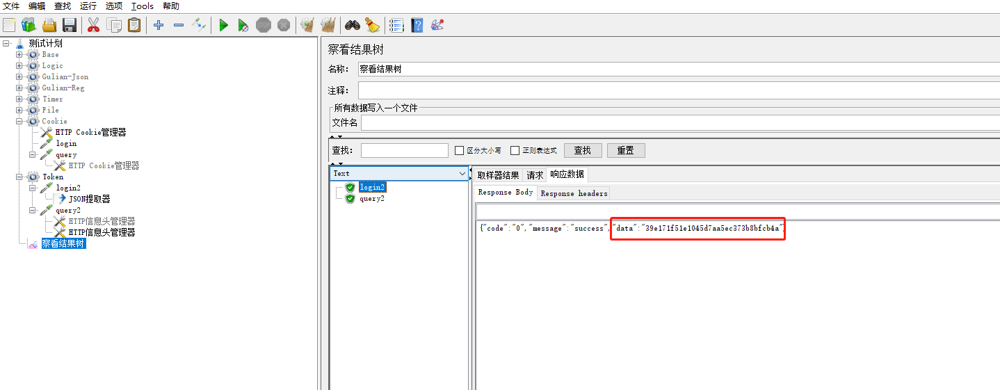 文件 编辑 查找 运行 选项 Tools 帮助
STOP
测试计划
Base
Logic
Gulian-Json
Gulian-Reg
Timer
File
Cookie
HTTP Cookie管理器
login
query
HTTP Cookie管理器
Token
login2
JSON提取器
query2
HTTP信息头管理器
HTTP信息头管理器
察看结果树
察看结果树
名称： 察看结果树
注释：
所有数据写入一个文件
文件名
查找： 区分大小写 正则表达式 查找 重置
Text
login2
query2
取样器结果 请求 响应数据
Response Body Response headers
{"code":"0","message":"success","data":"39e171f51e1045d7aa5ec373b8bfcb4a"}